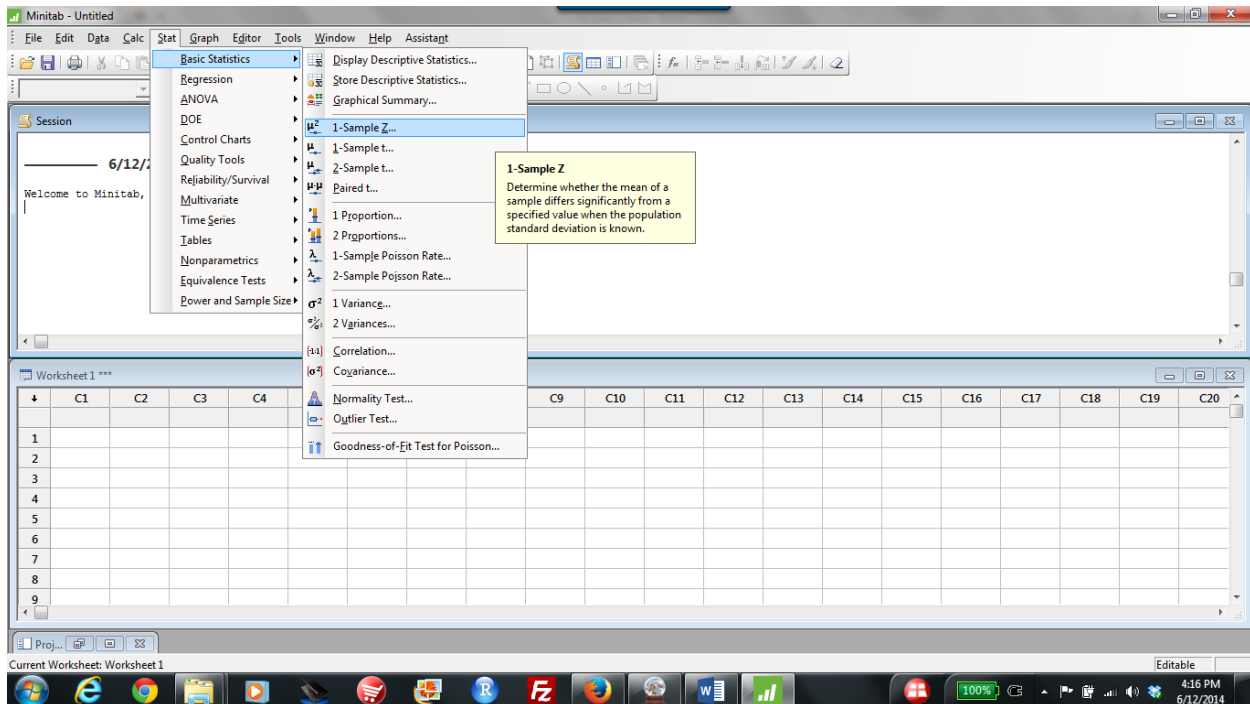 Minitab - Untitled
File Edit Data Calc Stat Graph Editor Tools Window Help Assistant
Basic Statistics
Regression
ANOVA
DOE
Control Charts
Quality Tools
Reliability/Survival
Multivariate
Time Series
Tables
Nonparametrics
Equivalence Tests
Power and Sample Size
Display Descriptive Statistics...
Store Descriptive Statistics...
Graphical Summary...
µ² 1-Sample Z...
1-Sample t...
2-Sample t...
Paired t...
1 Proportion...
2 Proportions...
1-Sample Poisson Rate...
2-Sample Poisson Rate...
σ² 1 Variance...
2 Variances...
Correlation...
Covariance...
Normality Test...
Outlier Test...
Goodness-of-Fit Test for Poisson...
1-Sample Z
Determine whether the mean of a
sample differs significantly from a
specified value when the population
standard deviation is known.
Session
6/12/2
Welcome to Minitab,
Worksheet 1 ***
C1 C2 C3 C4 C9 C10 C11 C12 C13 C14 C15 C16 C17 C18 C19 C20
1
2
3
4
5
6
7
8
9
Proj...
Current Worksheet: Worksheet 1
Editable
100%
4:16 PM
6/12/2014